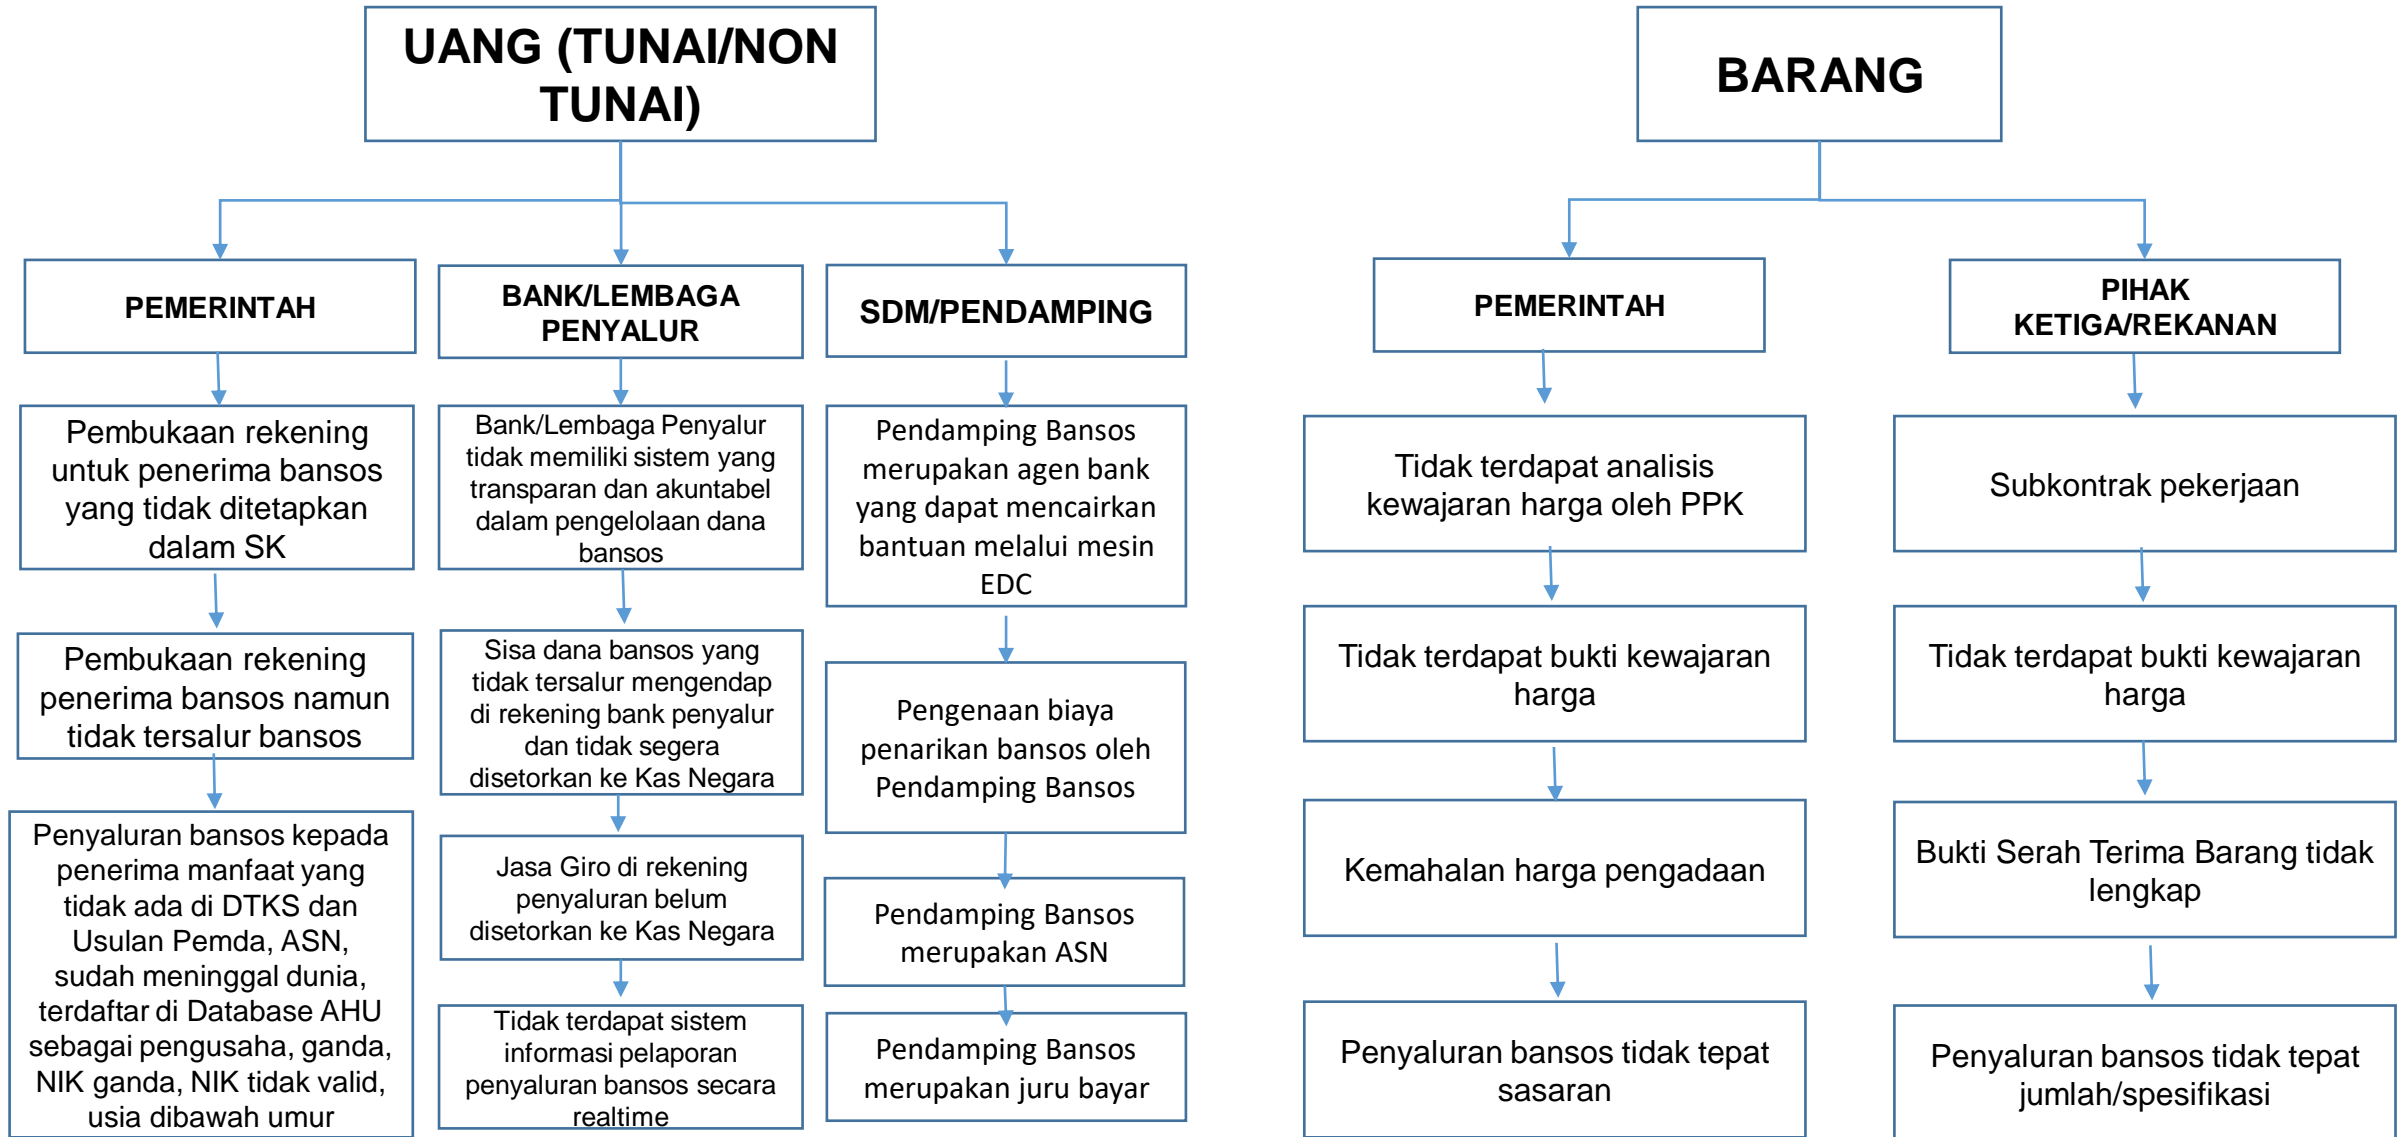 UANG (TUNAI/NON
TUNAI)
PEMERINTAH
Pembukaan rekening
untuk penerima bansos
yang tidak ditetapkan
dalam SK
Pembukaan rekening
penerima bansos namun
tidak tersalur bansos
Penyaluran bansos kepada
penerima manfaat yang
tidak ada di DTKS dan
Usulan Pemda, ASN,
sudah meninggal dunia,
terdaftar di Database AHU
sebagai pengusaha, ganda,
NIK ganda, NIK tidak valid,
usia dibawah umur
BANK/LEMBAGA
PENYALUR
Bank/Lembaga Penyalur
tidak memiliki sistem yang
transparan dan akuntabel
dalam pengelolaan dana
bansos
Sisa dana bansos yang
tidak tersalur mengendap
di rekening bank penyalur
dan tidak segera
disetorkan ke Kas Negara
Jasa Giro di rekening
penyaluran belum
disetorkan ke Kas Negara
Tidak terdapat sistem
informasi pelaporan
penyaluran bansos secara
realtime
SDM/PENDAMPING
Pendamping Bansos
merupakan agen bank
yang dapat mencairkan
bantuan melalui mesin
EDC
Pengenaan biaya
penarikan bansos oleh
Pendamping Bansos
Pendamping Bansos
merupakan ASN
Pendamping Bansos
merupakan juru bayar
BARANG
PEMERINTAH
Tidak terdapat analisis
kewajaran harga oleh PPK
Tidak terdapat bukti kewajaran
harga
Kemahalan harga pengadaan
Penyaluran bansos tidak tepat
sasaran
PIHAK
KETIGA/REKANAN
Subkontrak pekerjaan
Tidak terdapat bukti kewajaran
harga
Bukti Serah Terima Barang tidak
lengkap
Penyaluran bansos tidak tepat
jumlah/spesifikasi